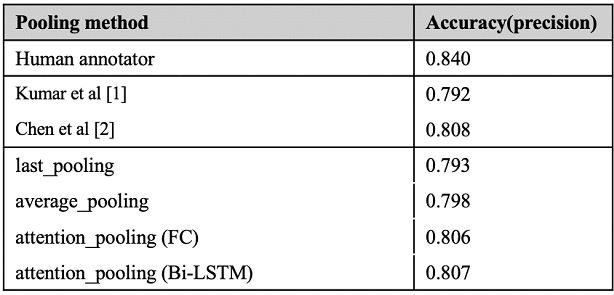 Pooling method Accuracy(precision)
Human annotator 0.840
Kumar et al [1] 0.792
Chen et al [2] 0.808
last_pooling 0.793
average_pooling 0.798
attention_pooling (FC) 0.806
attention_pooling (Bi-LSTM) 0.807